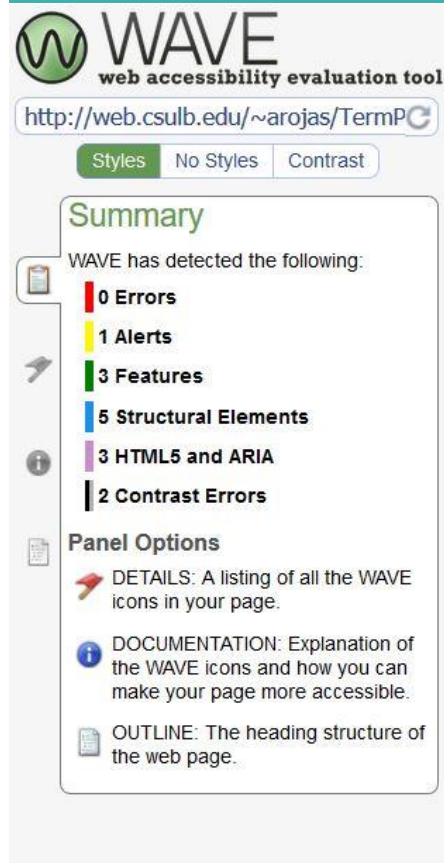 WAVE
web accessibility evaluation tool
http://web.csulb.edu/~arojas/TermP
Styles No Styles Contrast
Summary
WAVE has detected the following:
0 Errors
1 Alerts
3 Features
5 Structural Elements
3 HTML5 and ARIA
2 Contrast Errors
Panel Options
DETAILS: A listing of all the WAVE
icons in your page.
DOCUMENTATION: Explanation of
the WAVE icons and how you can
make your page more accessible.
OUTLINE: The heading structure of
the web page.